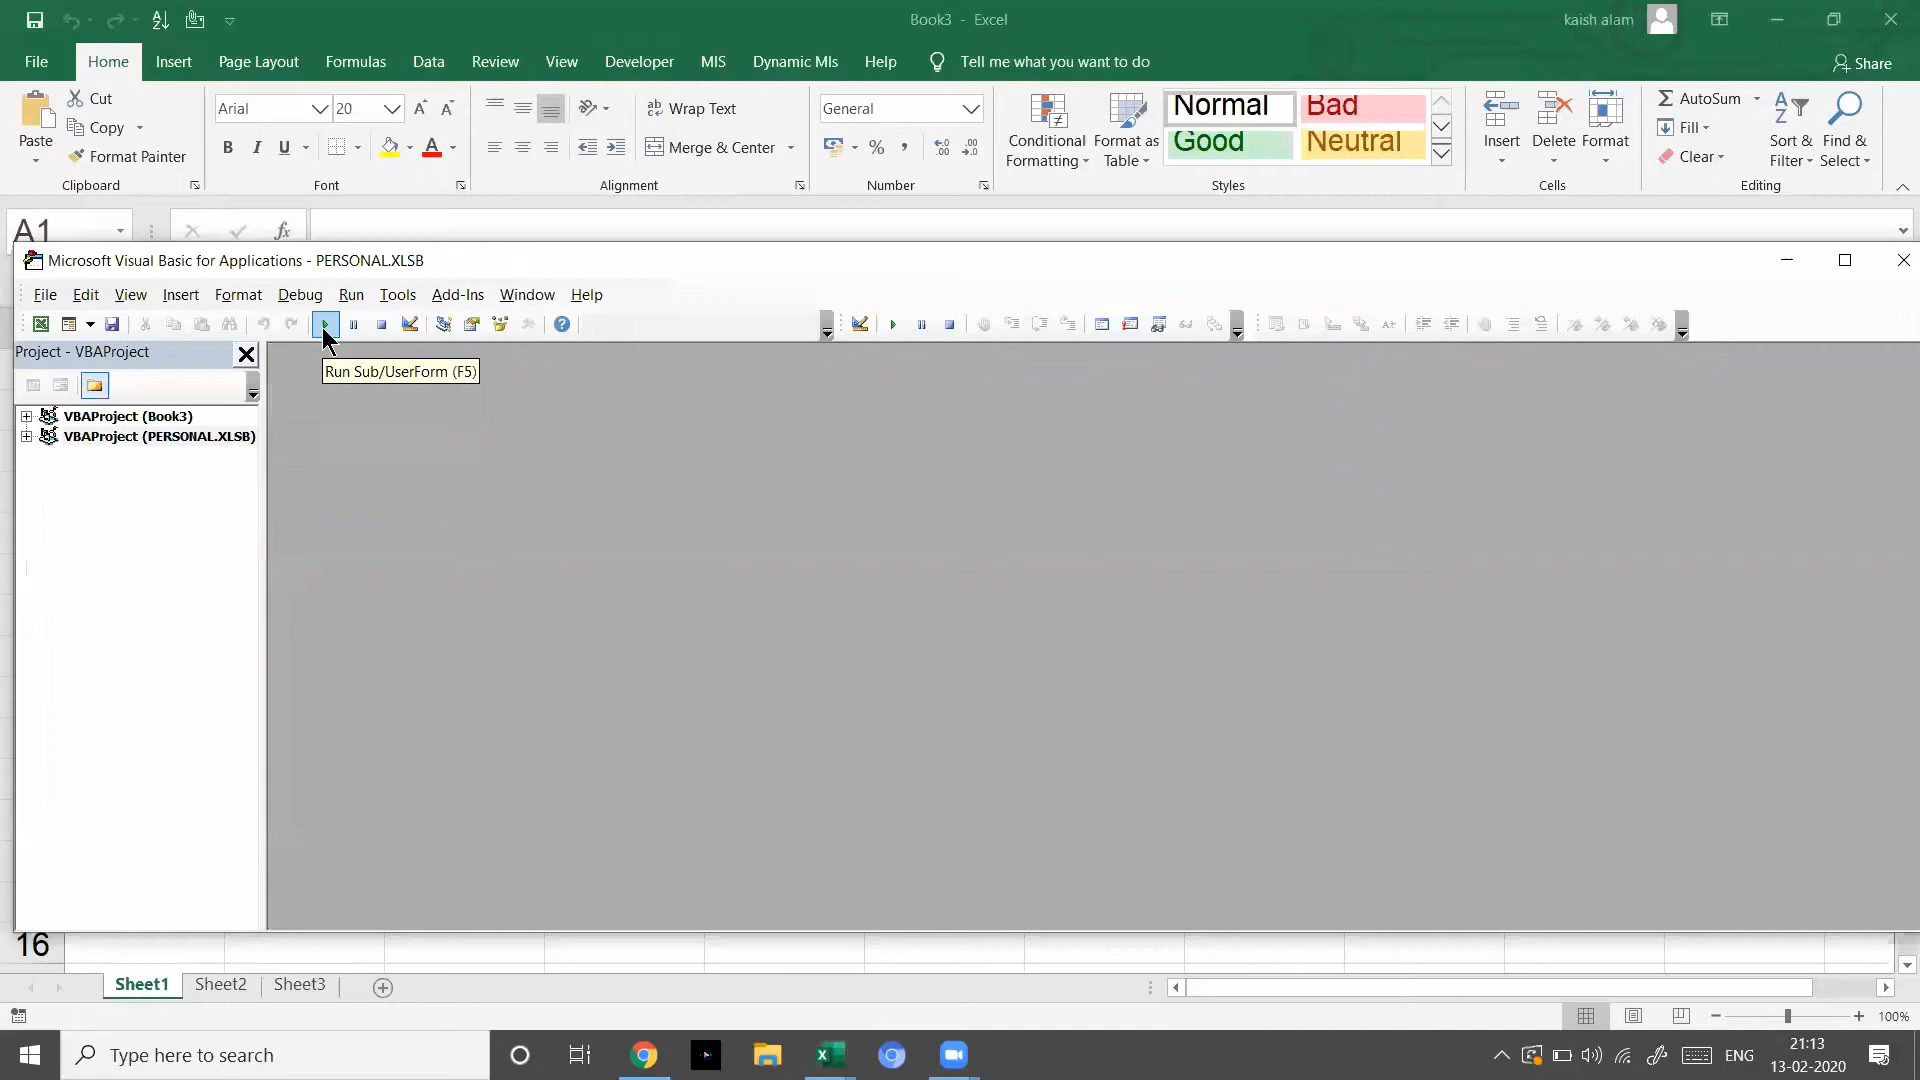 Book3 - Excel
kaish alam
File Home Insert Page Layout Formulas Data Review View Developer MIS Dynamic MIs Help Tell me what you want to do Share
Paste
Cut
Copy
Format Painter
Clipboard
Arial 20
B I U
Font
Wrap Text
Merge & Center
Alignment
General
Number
Conditional Formatting
Format as Table
Normal Bad
Good Neutral
Styles
Insert Delete Format
Cells
AutoSum
Fill
Clear
Sort & Filter
Find & Select
Editing
A1
fx
Microsoft Visual Basic for Applications - PERSONAL.XLSB
File Edit View Insert Format Debug Run Tools Add-Ins Window Help
Project - VBAProject
Run Sub/UserForm (F5)
VBAProject (Book3)
VBAProject (PERSONAL.XLSB)
16
Sheet1 Sheet2 Sheet3
100%
Type here to search
ENG
21:13
13-02-2020